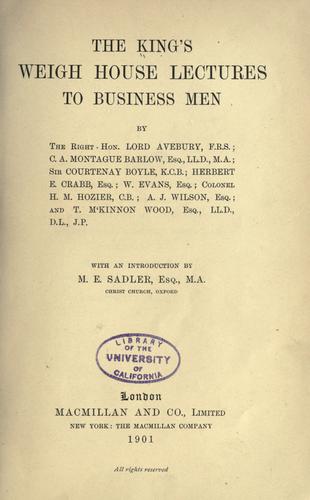 THE KING'S
WEIGH HOUSE LECTURES
TO BUSINESS MEN
BY
THE RIGHT-HON. LORD AVEBURY, F.R.S.;
C. A. MONTAGUE BARLOW, ESQ., LL.D., M.A.;
SIR COURTENAY BOYLE, K.C.B.; HERBERT
E. CRABB, ESQ.; W. EVANS, ESQ.; COLONEL
H. M. HOZIER, C.B.; A. J. WILSON, ESQ.;
AND T. M‘KINNON WOOD, ESQ., LL.D.,
D.L., J.P.
WITH AN INTRODUCTION BY
M. E. SADLER, ESQ., M.A.
CHRIST CHURCH, OXFORD
LIBRARY
OF THE
UNIVERSITY
OF
CALIFORNIA
London
MACMILLAN AND CO., LIMITED
NEW YORK: THE MACMILLAN COMPANY
1901
All rights reserved